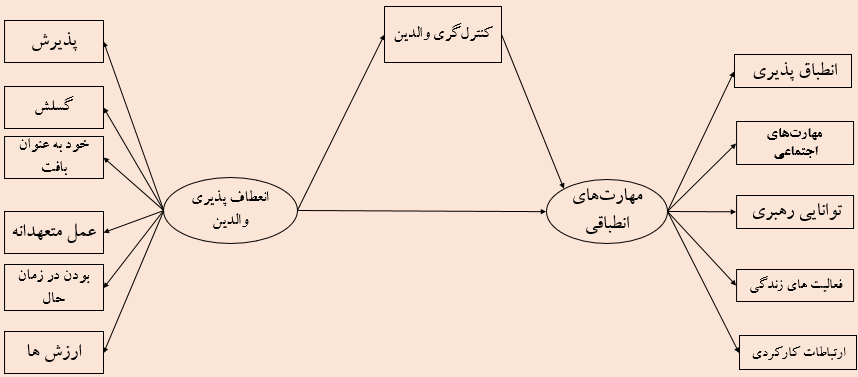 کنترل‌گری والدین
انطباق پذیری
مهارت‌های
اجتماعی
توانایی رهبری
فعالیت های زندگی
ارتباطات کارکردی
مهارت‌های
انطباقی
انعطاف پذیری
والدین
پذیرش
گسلش
خود به عنوان
بافت
عمل متعهدانه
بودن در زمان
حال
ارزش ها